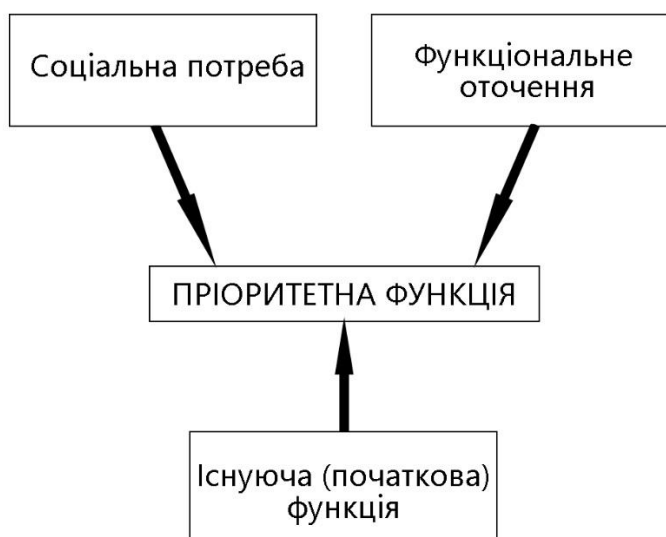 Соціальна потреба
Функціональне
оточення
ПРІОРИТЕТНА ФУНКЦІЯ
Існуюча (початкова)
функція